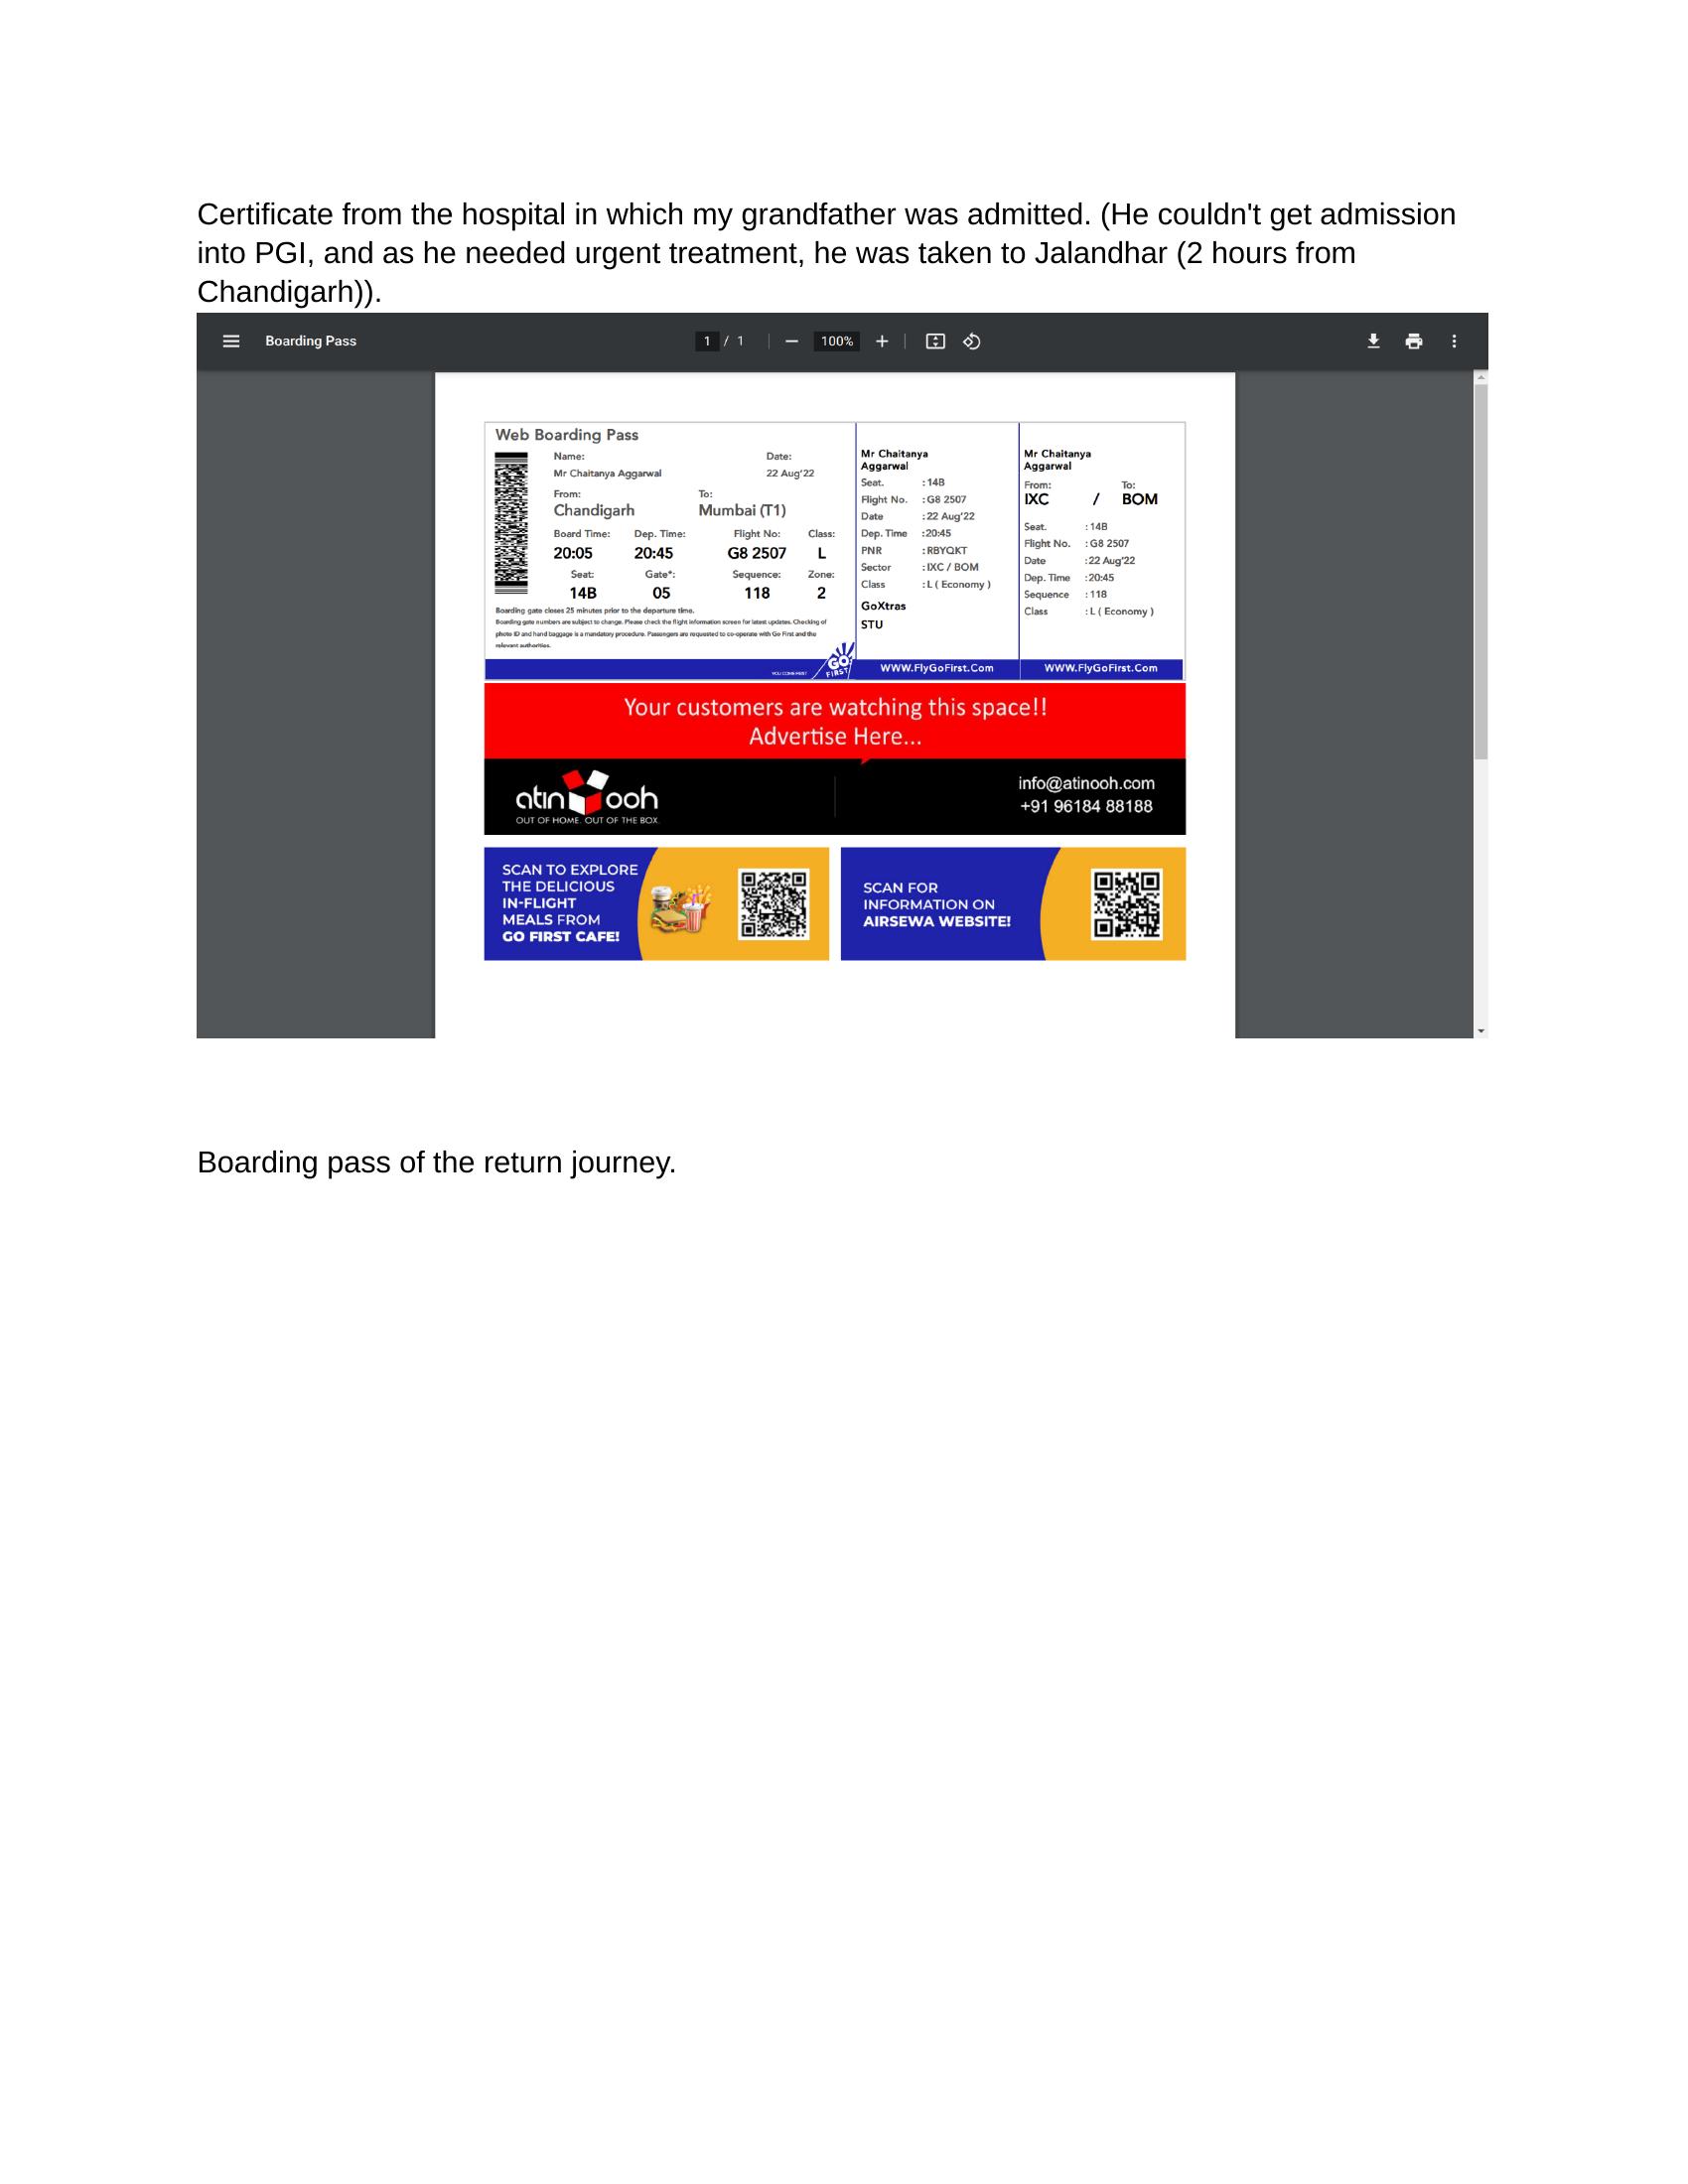 Certificate from the hospital in which my grandfather was admitted. (He couldn't get admission
into PGI, and as he needed urgent treatment, he was taken to Jalandhar (2 hours from
Chandigarh)).
Boarding Pass
1 / 1
100%
Web Boarding Pass
Name: Date:
Mr Chaitanya Aggarwal 22 Aug'22
From: To:
Chandigarh Mumbai (T1)
Board Time: Dep. Time: Flight No: Class:
20:05 20:45 G8 2507 L
Seat: Gate*: Sequence: Zone:
14B 05 118 2
Boarding gate closes 25 minutes prior to the departure time.
Boarding gate numbers are subject to change. Please check the flight information screen for latest updates. Checking of
photo ID and hand baggage is a mandatory procedure. Passengers are requested to co-operate with Go First and the
relevant authorities.
YOU COME FIRST
GO
FIRST
Mr Chaitanya
Aggarwal
Seat. : 14B
Flight No. : G8 2507
Date : 22 Aug'22
Dep. Time :20:45
PNR : RBYQKT
Sector : IXC / BOM
Class : L ( Economy )
GoXtras
STU
WWW.FlyGoFirst.Com
Mr Chaitanya
Aggarwal
From: To:
IXC / BOM
Seat. : 14B
Flight No. : G8 2507
Date :22 Aug'22
Dep. Time :20:45
Sequence : 118
Class : L ( Economy )
WWW.FlyGoFirst.Com
Your customers are watching this space!!
Advertise Here...
atin ooh
OUT OF HOME. OUT OF THE BOX.
info@atinooh.com
+91 96184 88188
SCAN TO EXPLORE
THE DELICIOUS
IN-FLIGHT
MEALS FROM
GO FIRST CAFE!
SCAN FOR
INFORMATION ON
AIRSEWA WEBSITE!
Boarding pass of the return journey.